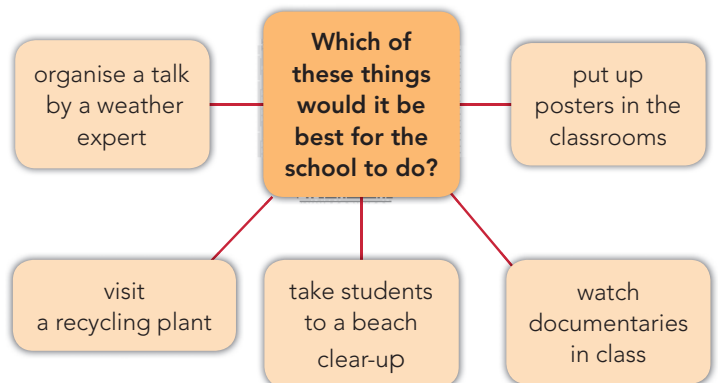 Which of
these things
would it be
best for the
school to do?
organise a talk
by a weather
expert
put up
posters in the
classrooms
visit
a recycling plant
take students
to a beach
clear-up
watch
documentaries
in class